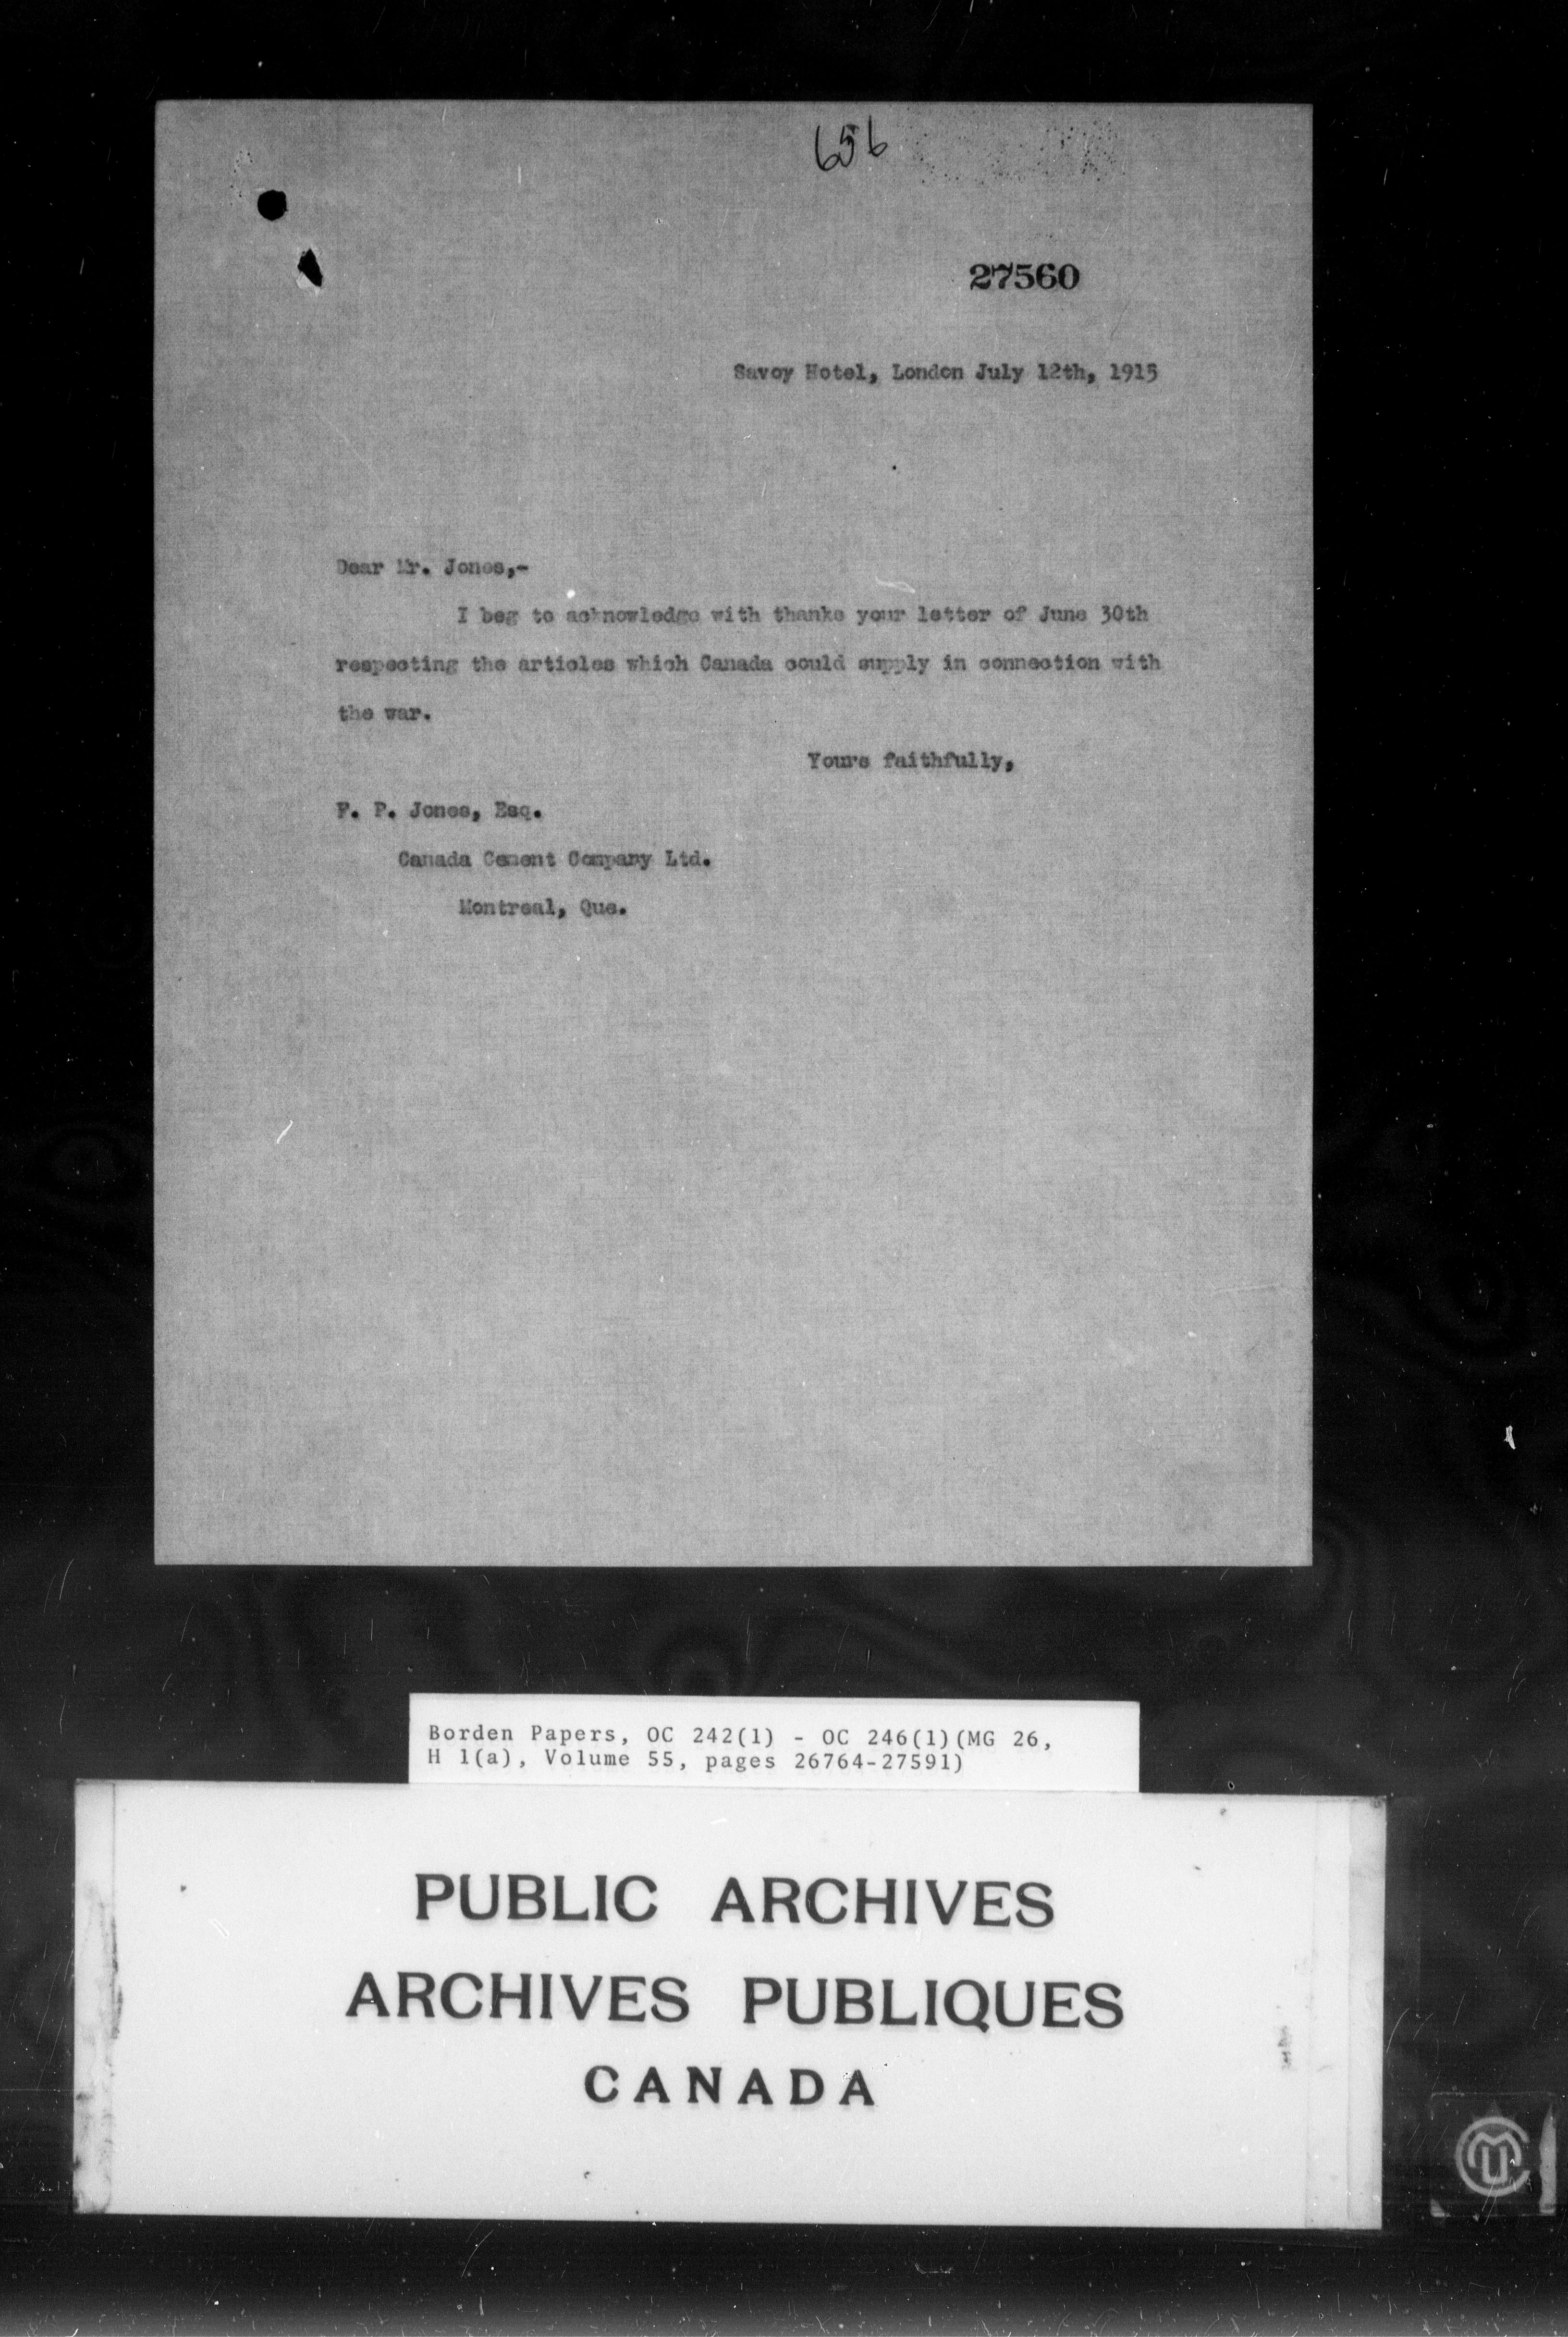 656
27560
Savoy Hotel, London July 12th, 1915
Dear Mr. Jones,-
I beg to acknowledge with thanks your letter of June 30th
respecting the articles which Canada could supply in connection with
the war.
Yours faithfully,
F. P. Jones, Esq.
Canada Cement Company Ltd.
Montreal, Que.
Borden Papers, OC 242(1) - OC 246(1)(MG 26,
H 1(a), Volume 55, pages 26764-27591)
PUBLIC ARCHIVES
ARCHIVES PUBLIQUES
CANADA